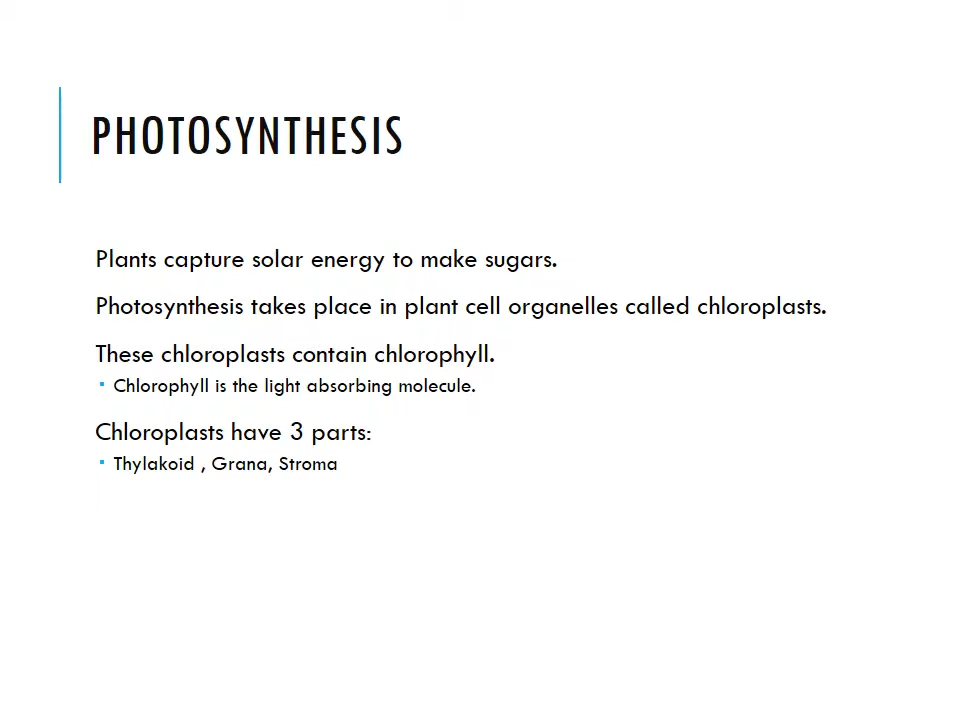 PHOTOSYNTHESIS
Plants capture solar energy to make sugars.
Photosynthesis takes place in plant cell organelles called chloroplasts.
These chloroplasts contain chlorophyll.
▪ Chlorophyll is the light absorbing molecule.
Chloroplasts have 3 parts:
▪ Thylakoid , Grana, Stroma